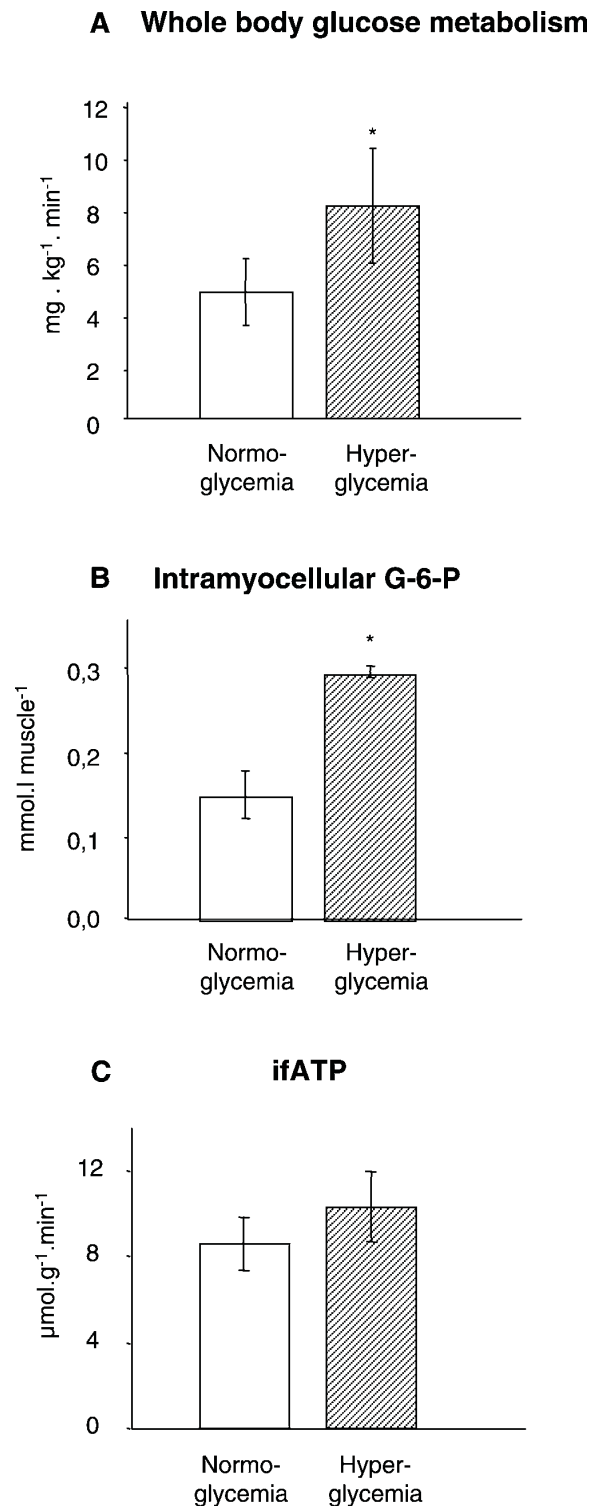 A Whole body glucose metabolism
mg . kg⁻¹. min⁻¹
12
10
8
6
4
2
0
*
Normo-
glycemia
Hyper-
glycemia
B Intramyocellular G-6-P
mmol.l muscle⁻¹
0,3
0,2
0,1
0,0
*
Normo-
glycemia
Hyper-
glycemia
C ifATP
µmol.g⁻¹.min⁻¹
12
8
4
0
Normo-
glycemia
Hyper-
glycemia